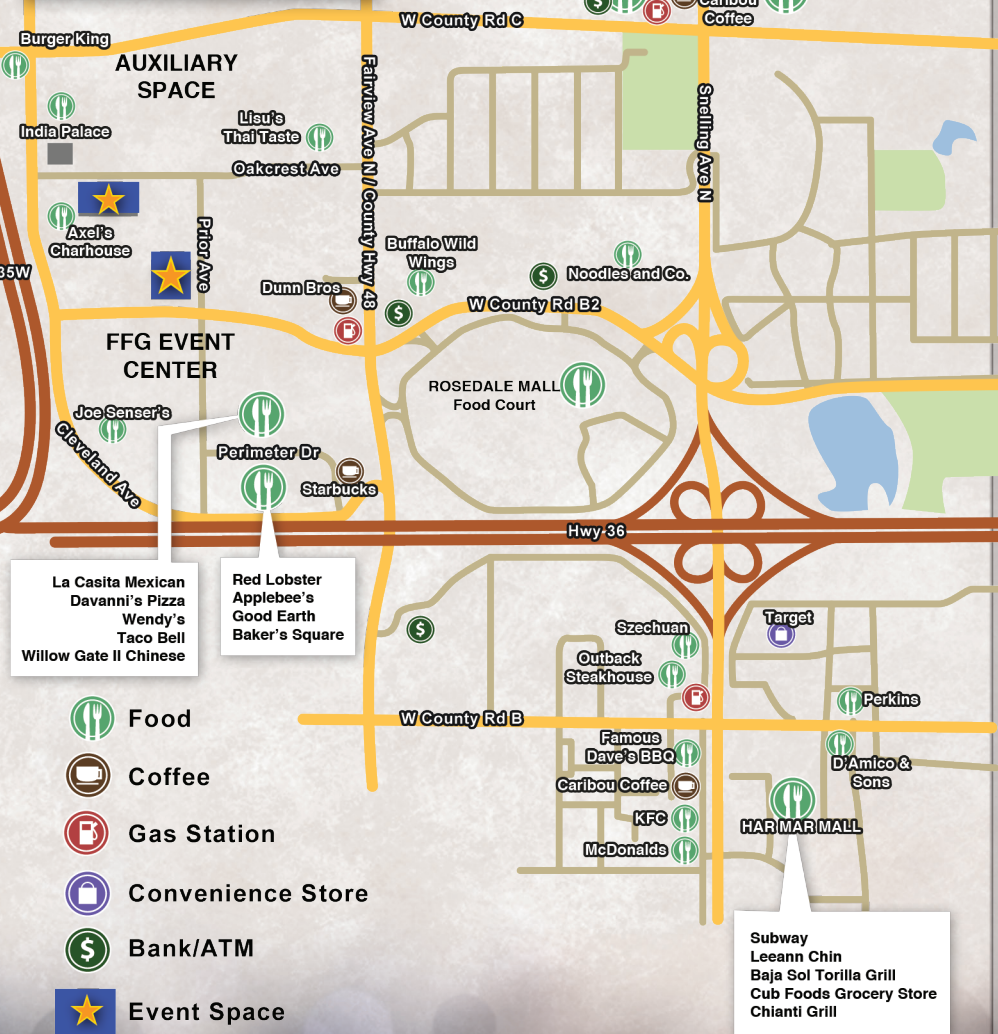 Caribou
Coffee
W County Rd C
Burger King
AUXILIARY
SPACE
India Palace
Lisu's
Thai Taste
Fairview Ave N / County Hwy 48
Snelling Ave N
Oakcrest Ave
Axel's
Charhouse
Prior Ave
35W
Buffalo Wild
Wings
Noodles and Co.
Dunn Bros
W County Rd B2
FFG EVENT
CENTER
ROSEDALE MALL
Food Court
Joe Senser's
Cleveland Ave
Perimeter Dr
Starbucks
Hwy 36
La Casita Mexican
Davanni's Pizza
Wendy's
Taco Bell
Willow Gate II Chinese
Red Lobster
Applebee's
Good Earth
Baker's Square
Szechuan
Target
Outback
Steakhouse
Perkins
W County Rd B
Famous
Dave's BBQ
D'Amico &
Sons
Caribou Coffee
KFC
HAR MAR MALL
McDonalds
Subway
Leeann Chin
Baja Sol Torilla Grill
Cub Foods Grocery Store
Chianti Grill
Food
Coffee
Gas Station
Convenience Store
$ Bank/ATM
Event Space